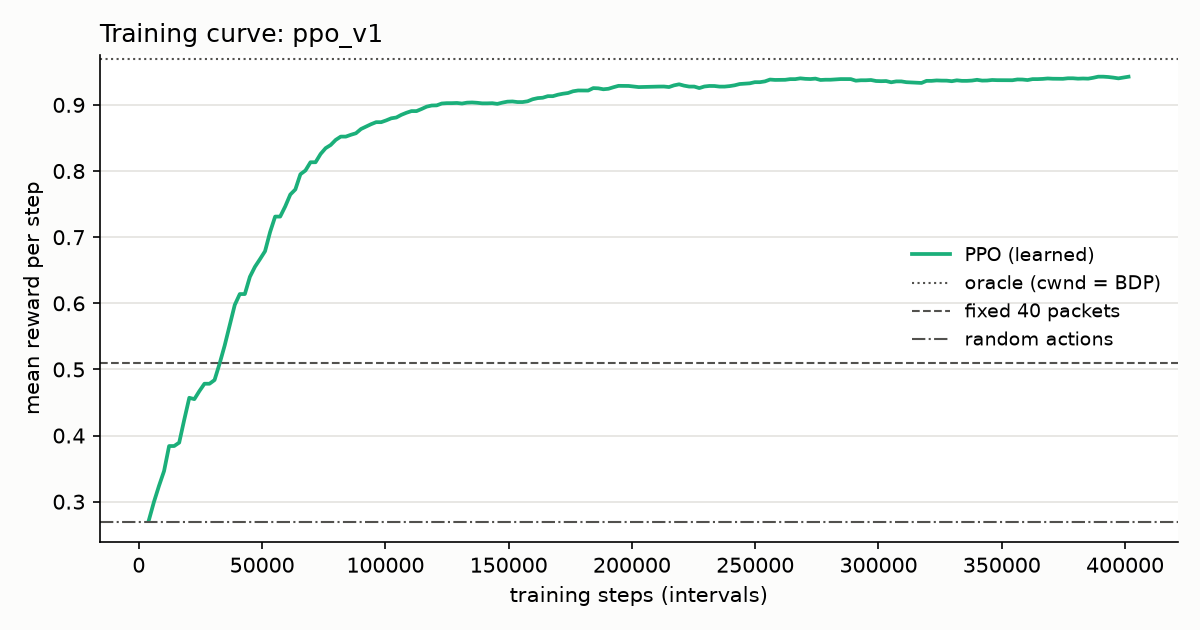 Training curve: ppo_v1
mean reward per step
0.9
0.8
0.7
0.6
0.5
0.4
0.3
PPO (learned)
oracle (cwnd = BDP)
fixed 40 packets
random actions
0 50000 100000 150000 200000 250000 300000 350000 400000
training steps (intervals)